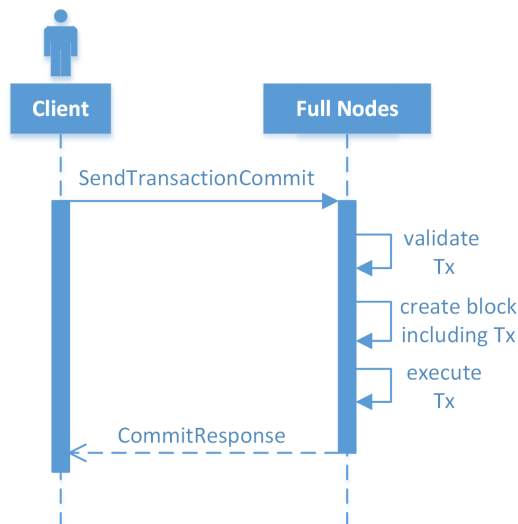 Client
Full Nodes
SendTransactionCommit
validate
Tx
create block
including Tx
execute
Tx
CommitResponse